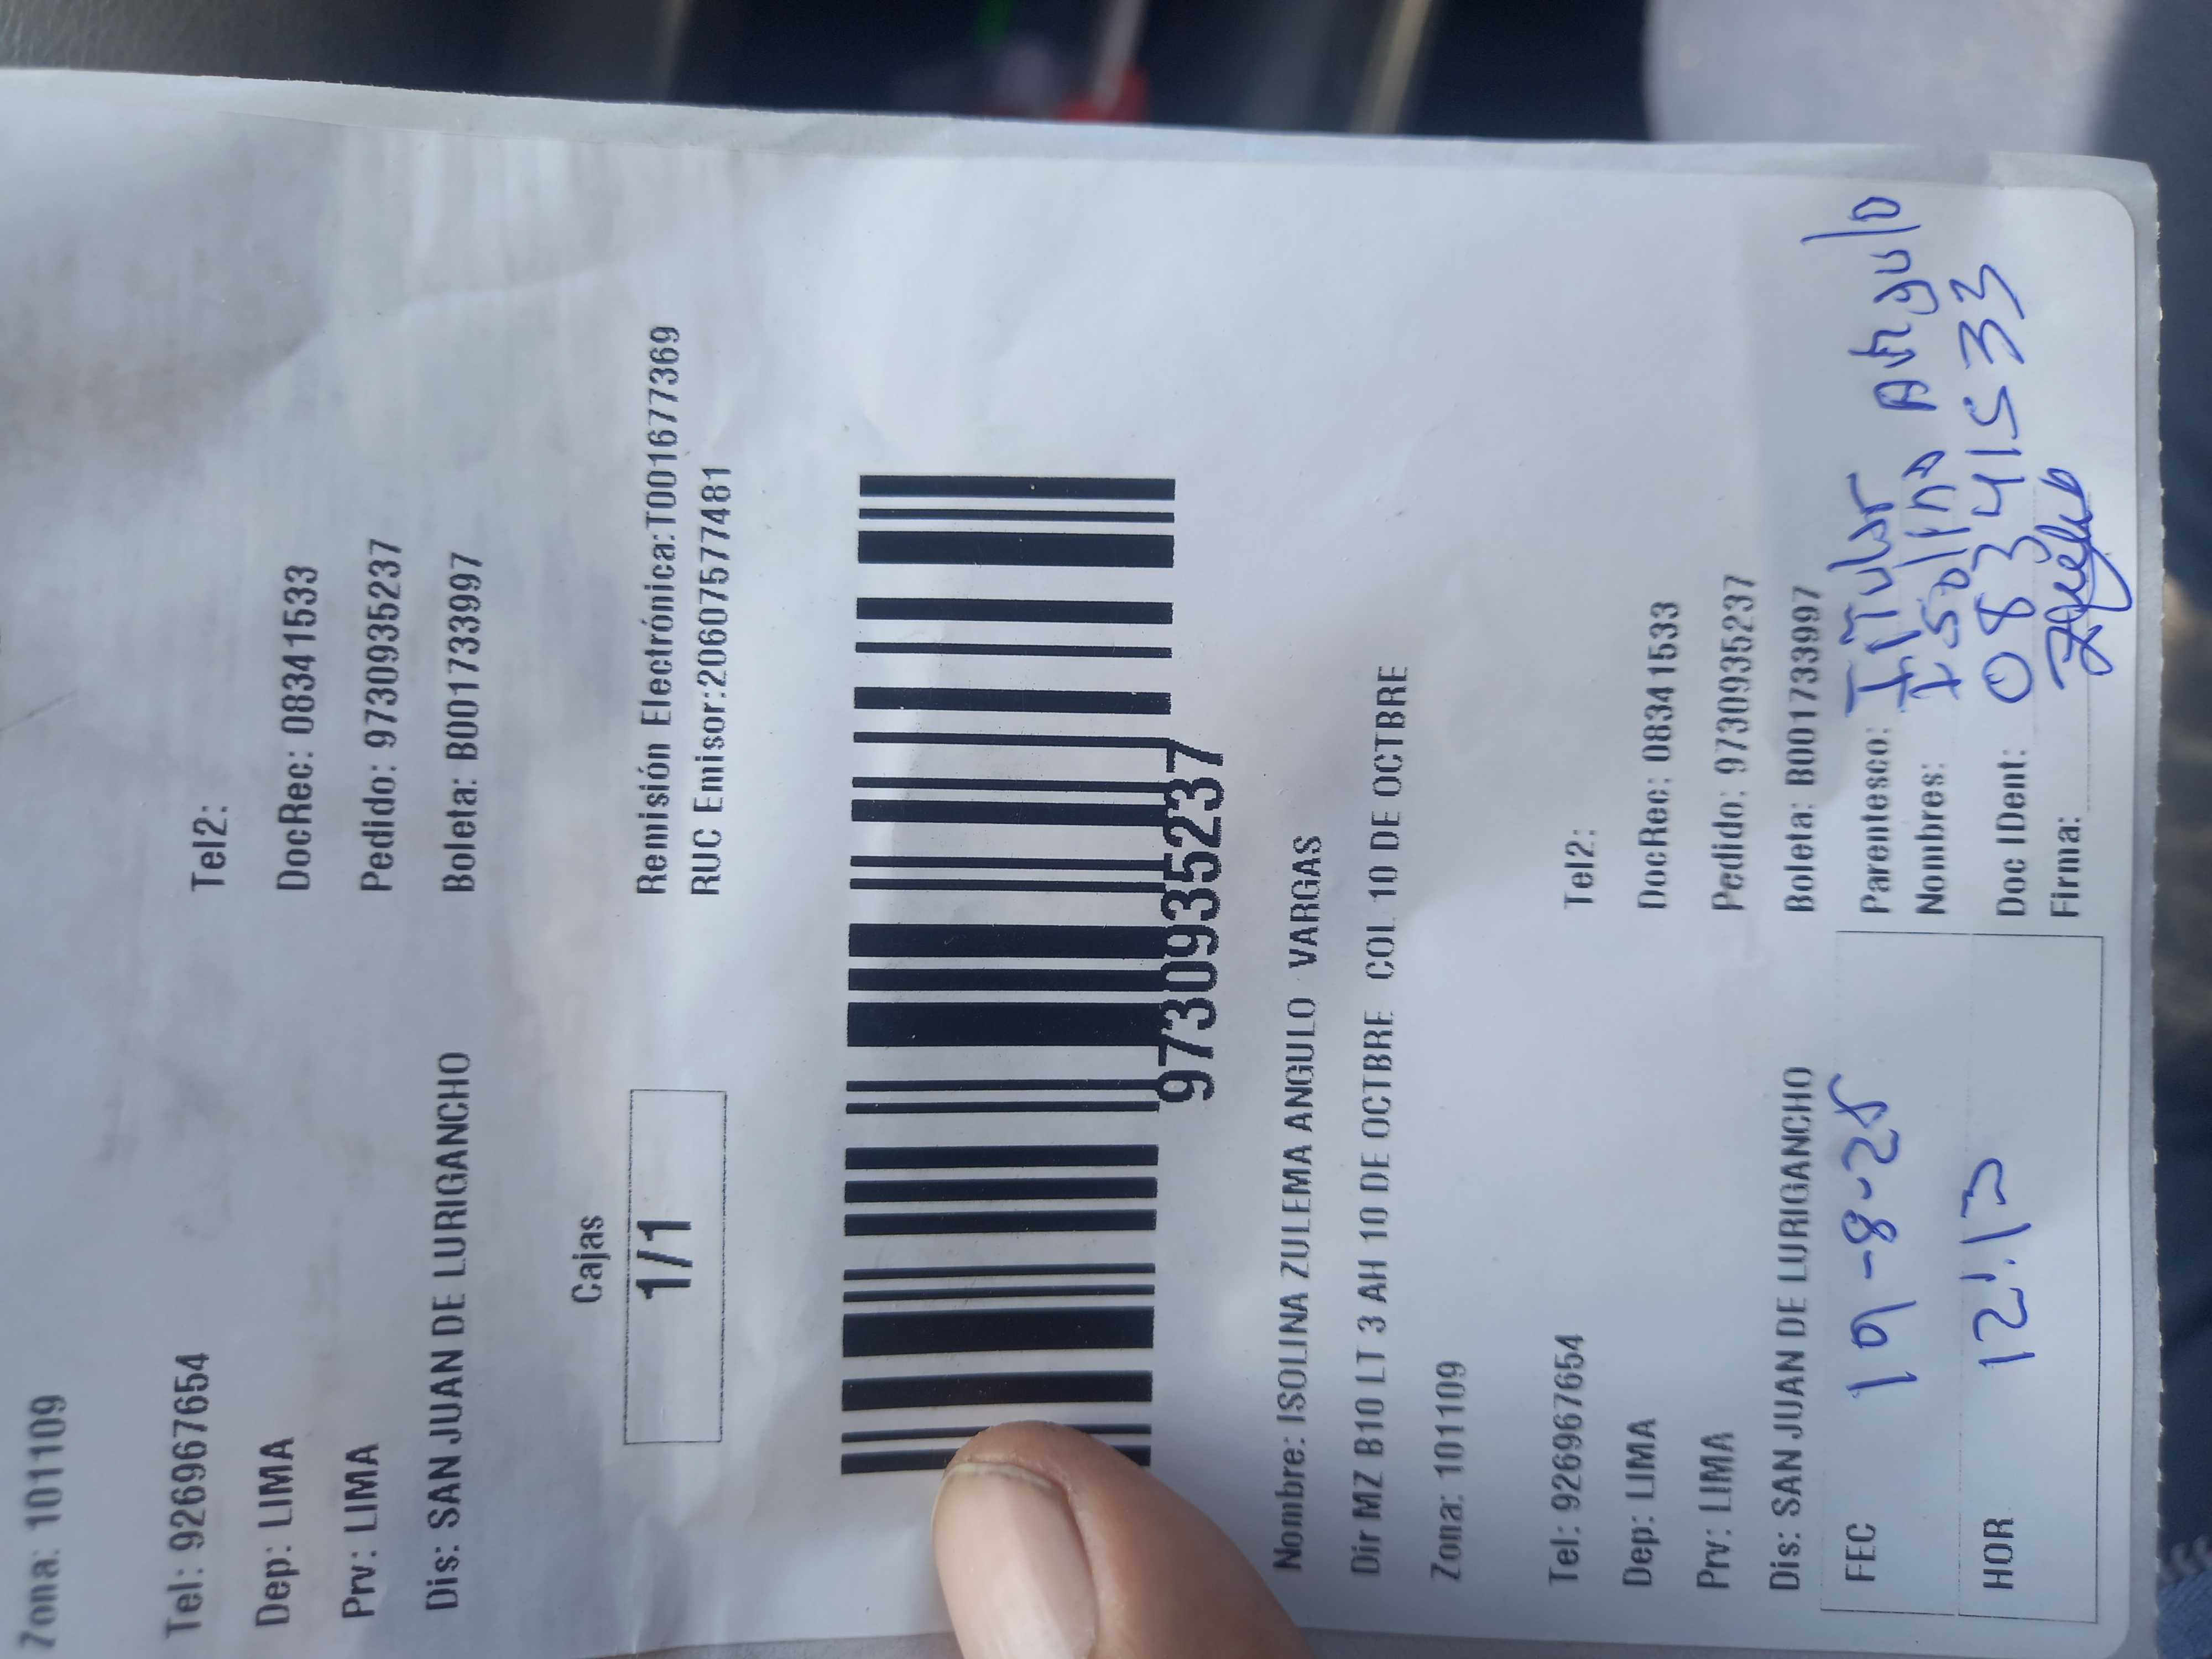 Zona: 101109
Tel: 926967654 Tel2:
Dep: LIMA DocRec: 08341533
Prv: LIMA Pedido: 9730935237
Dis: SAN JUAN DE LURIGANCHO Boleta: B001733997
Cajas
1/1
Remisión Electrónica:T001677369
RUC Emisor:20607577481
9730935237
Nombre: ISOLINA ZULEMA ANGULO VARGAS
Dir MZ B10 LT 3 AH 10 DE OCTBRE COL 10 DE OCTBRE
Zona: 101109
Tel: 926967654 Tel2:
Dep: LIMA DocRec: 08341533
Prv: LIMA Pedido: 9730935237
Dis: SAN JUAN DE LURIGANCHO Boleta: B001733997
FEC 19-8-25
HOR 12:13
Parentesco: Titular
Nombres: Isolina Angulo
Doc IDent: 08341533
Firma: